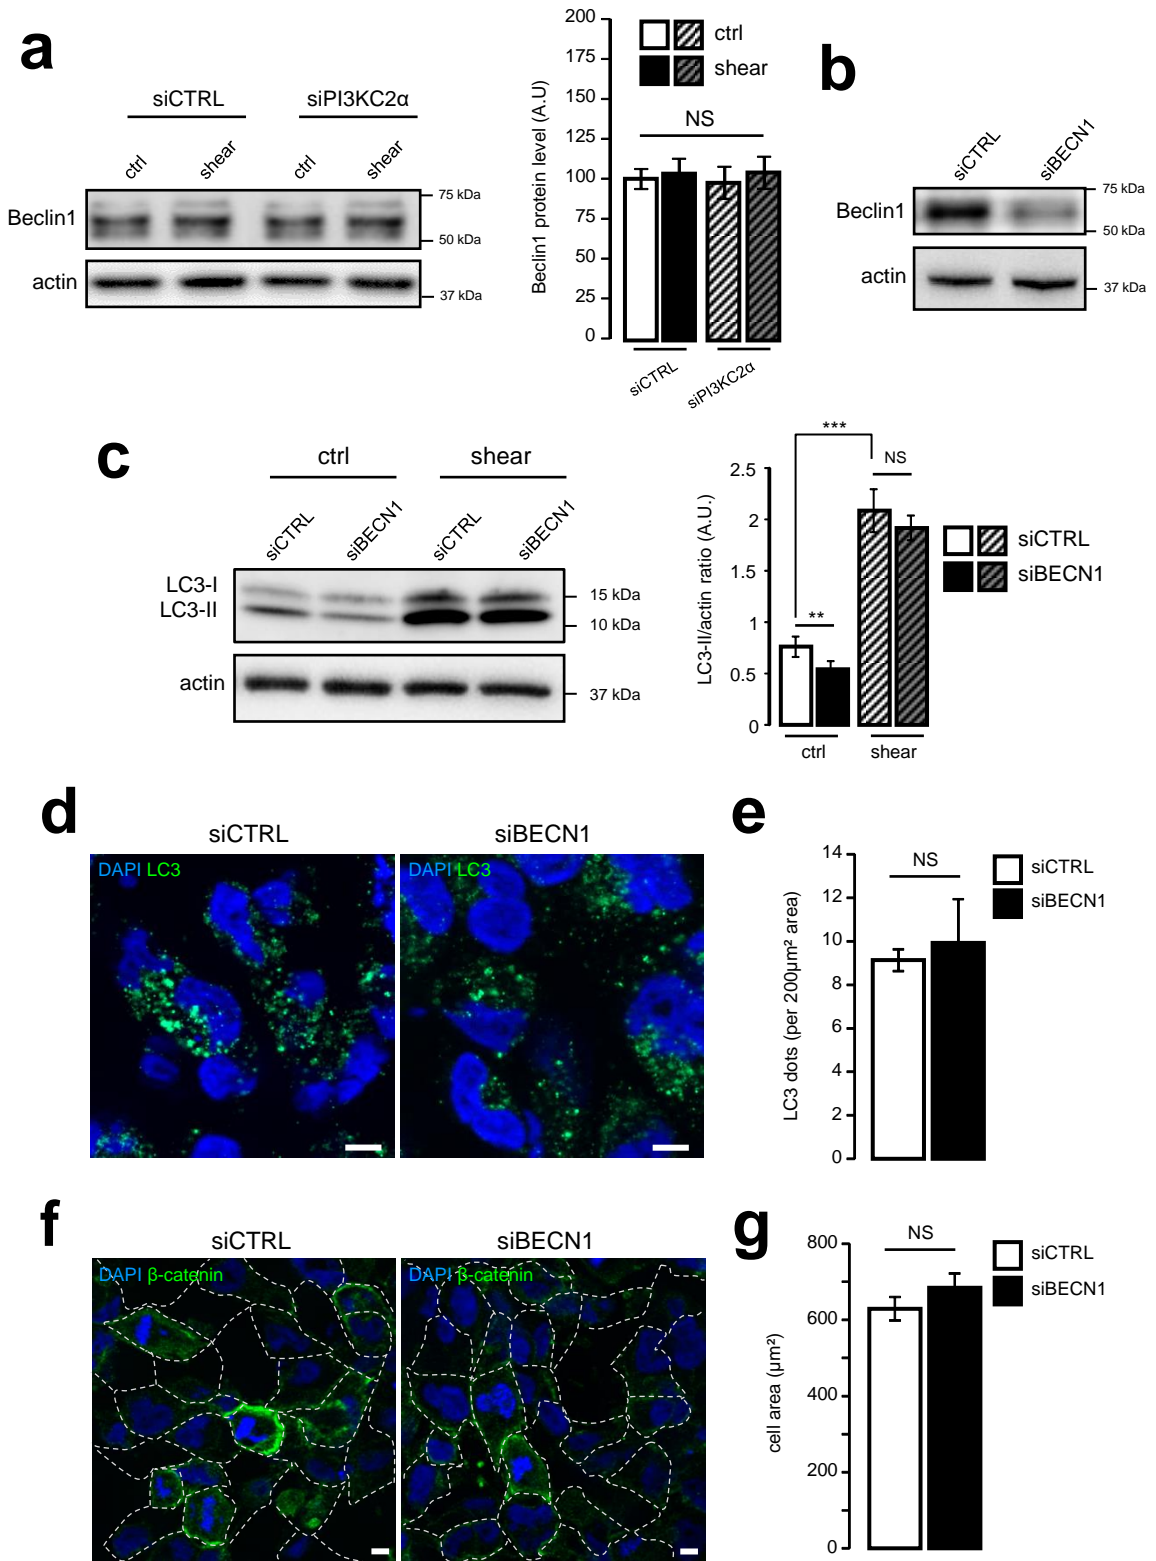 a
siCTRL
siPI3KC2α
ctrl
shear
ctrl
shear
Beclin1
75 kDa
50 kDa
actin
37 kDa
Beclin1 protein level (A.U)
200
175
150
125
100
75
50
25
0
ctrl
shear
NS
siCTRL
siPI3KC2α
b
siCTRL
siBECN1
Beclin1
75 kDa
50 kDa
actin
37 kDa
c
ctrl
shear
siCTRL
siBECN1
siCTRL
siBECN1
LC3-I
LC3-II
15 kDa
10 kDa
actin
37 kDa
LC3-II/actin ratio (A.U.)
2.5
2
1.5
1
0.5
0
***
NS
**
ctrl
shear
siCTRL
siBECN1
d
siCTRL
siBECN1
DAPI LC3
DAPI LC3
e
LC3 dots (per 200µm² area)
14
12
10
8
6
4
2
0
NS
siCTRL
siBECN1
f
siCTRL
siBECN1
DAPI β-catenin
DAPI β-catenin
g
cell area (µm²)
800
600
400
200
0
NS
siCTRL
siBECN1